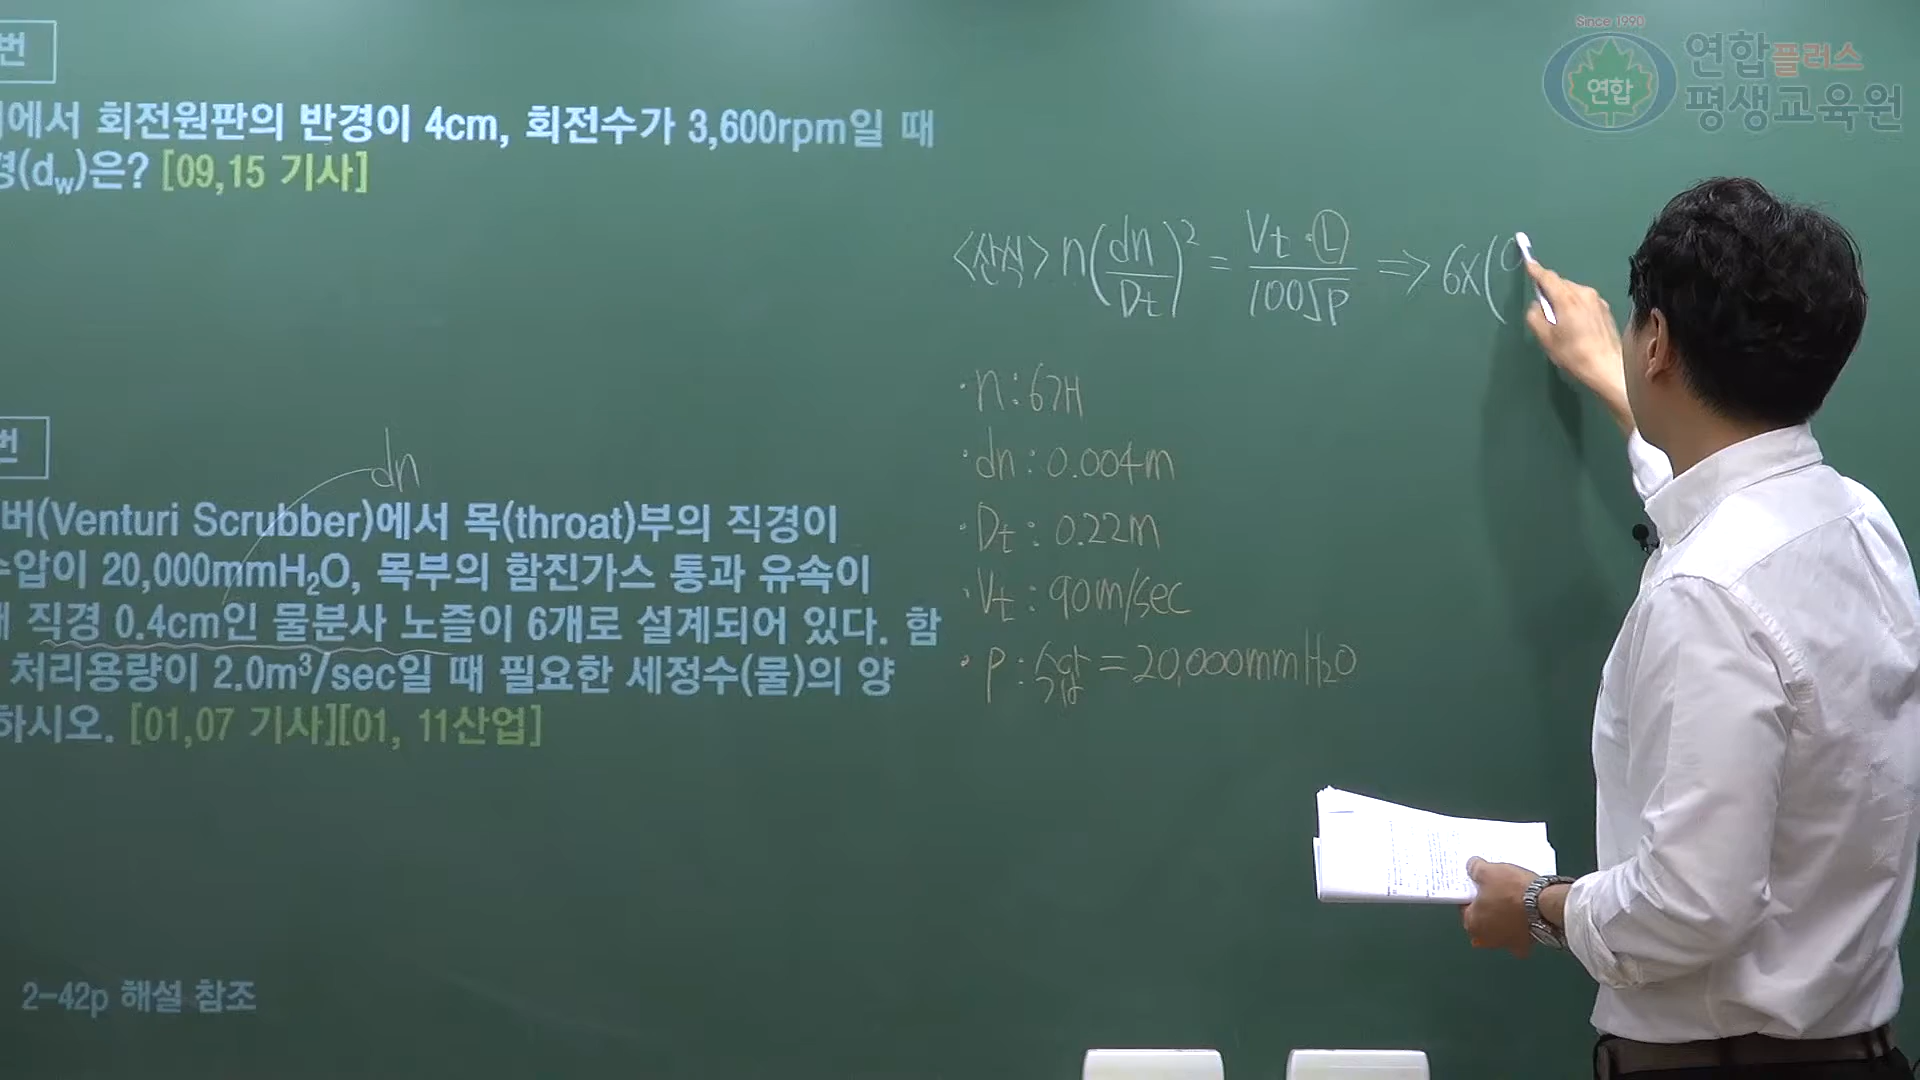 Since 1990
연합
연합플러스
평생교육원
번
에서 회전원판의 반경이 4cm, 회전수가 3,600rpm일 때
경(dw)은? [09,15 기사]
<산식> n(dn/Dt)² = Vt·L/100√P ⇒ 6×(0
· n : 6개
· dn : 0.004m
· Dt : 0.22m
· Vt : 90m/sec
· P : 수압 = 20,000mmH2O
번
dn
버(Venturi Scrubber)에서 목(throat)부의 직경이
수압이 20,000mmH₂O, 목부의 함진가스 통과 유속이
직경 0.4cm인 물분사 노즐이 6개로 설계되어 있다. 함
처리용량이 2.0m³/sec일 때 필요한 세정수(물)의 양
하시오. [01,07 기사][01, 11산업]
2-42p 해설 참조